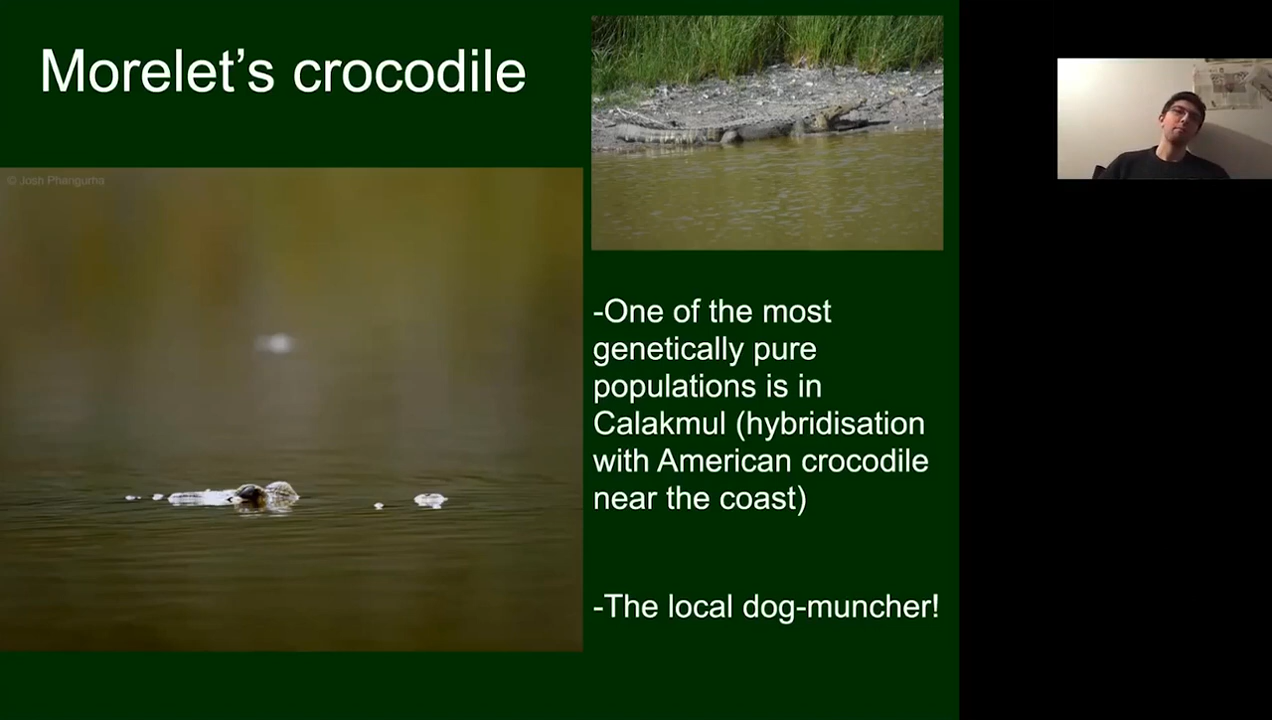 Morelet's crocodile
© Josh Phangurha
-One of the most
genetically pure
populations is in
Calakmul (hybridisation
with American crocodile
near the coast)
-The local dog-muncher!